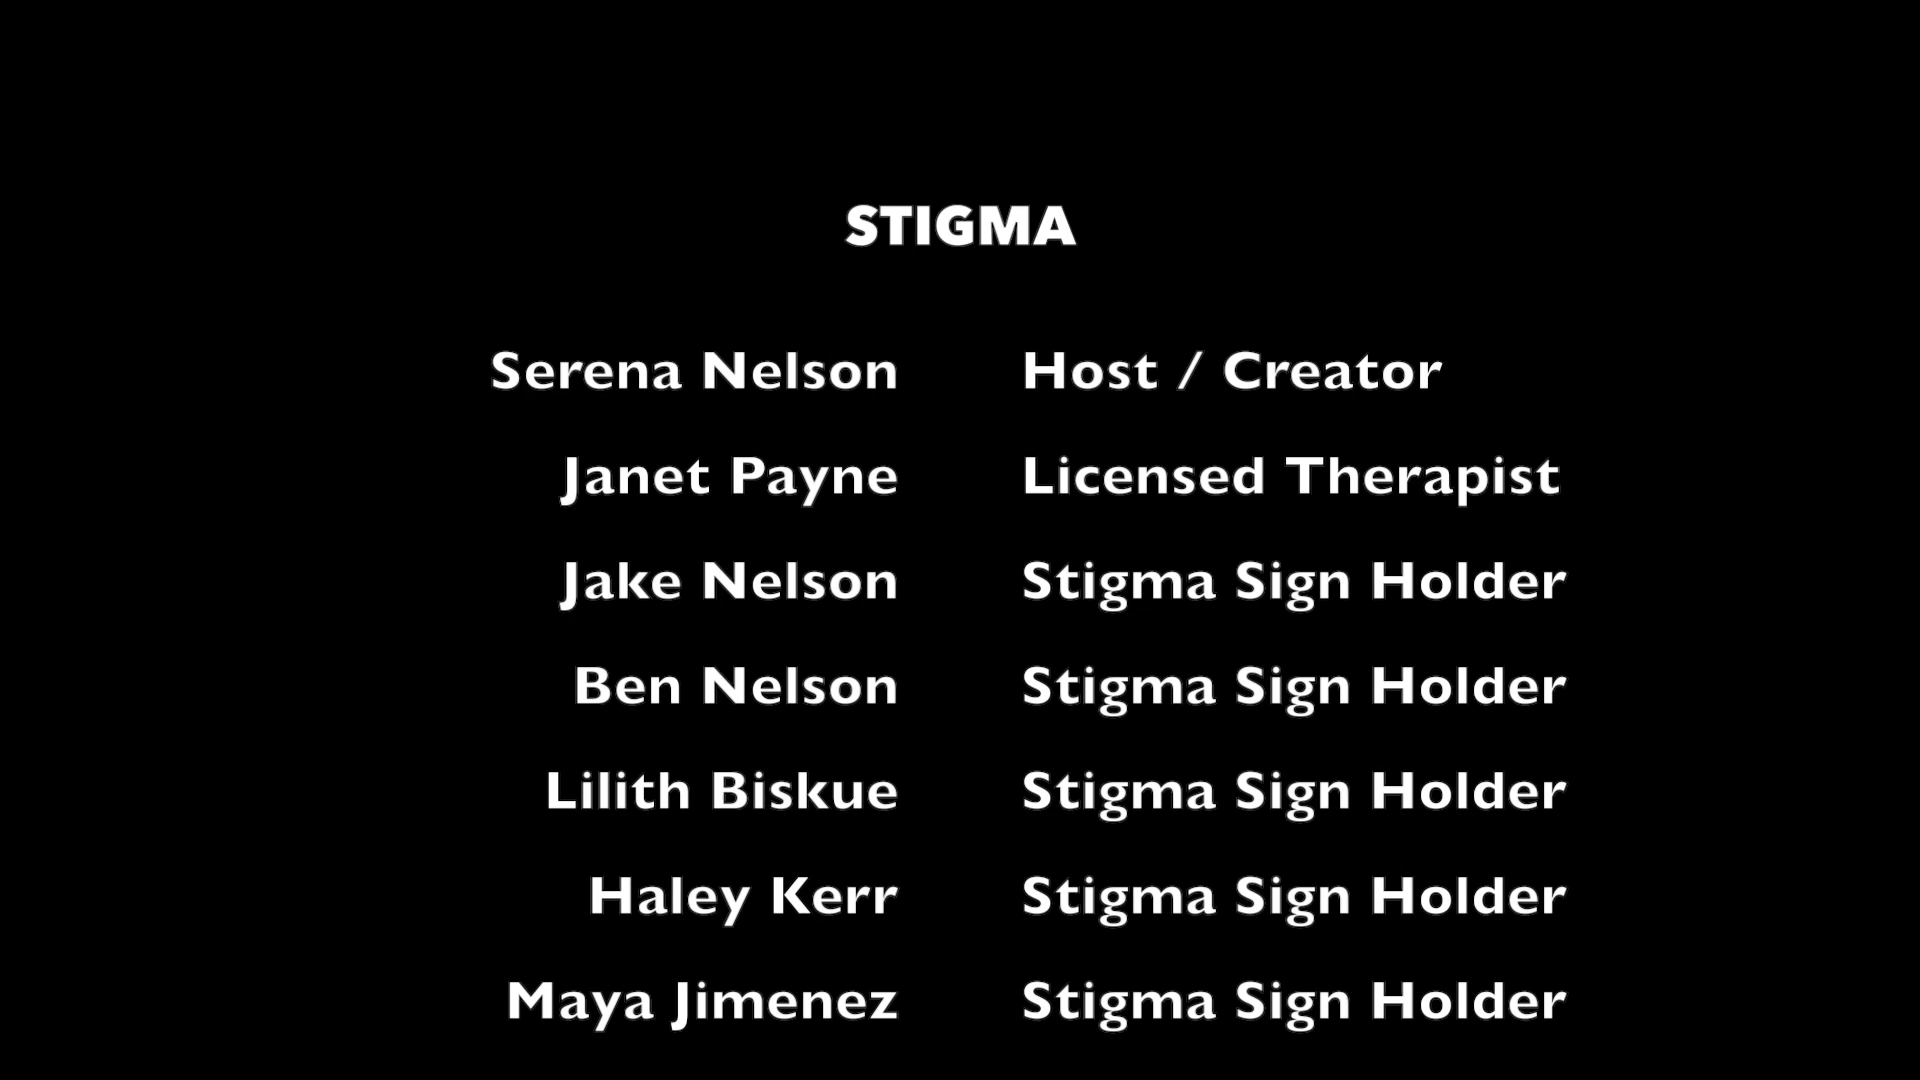 STIGMA
Serena Nelson Host / Creator
Janet Payne Licensed Therapist
Jake Nelson Stigma Sign Holder
Ben Nelson Stigma Sign Holder
Lilith Biskue Stigma Sign Holder
Haley Kerr Stigma Sign Holder
Maya Jimenez Stigma Sign Holder